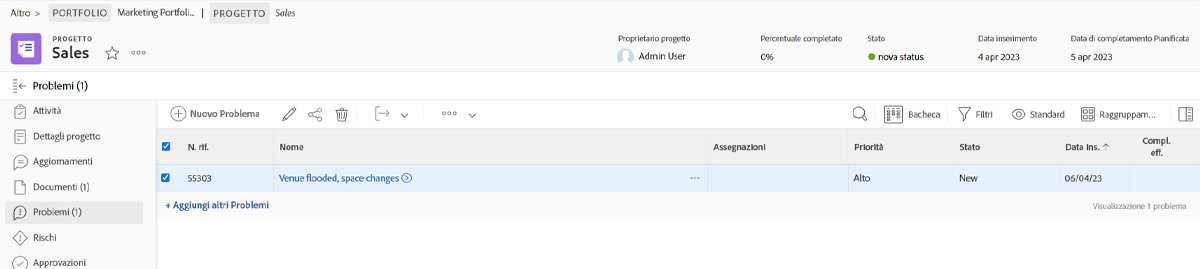 Altro > PORTFOLIO Marketing Portfoli... | PROGETTO Sales
PROGETTO
Sales
Proprietario progetto
Admin User
Percentuale completato
0%
Stato
nova status
Data inserimento
4 apr 2023
Data di completamento Pianificata
5 apr 2023
Problemi (1)
Attività
Dettagli progetto
Aggiornamenti
Documenti (1)
Problemi (1)
Rischi
Approvazioni
Nuovo Problema
Bacheca
Filtri
Standard
Raggruppam...
N. rif. Nome Assegnazioni Priorità Stato Data Ins. Compl. eff.
55303 Venue flooded, space changes Alto New 06/04/23
+ Aggiungi altri Problemi
Visualizzazione 1 problema